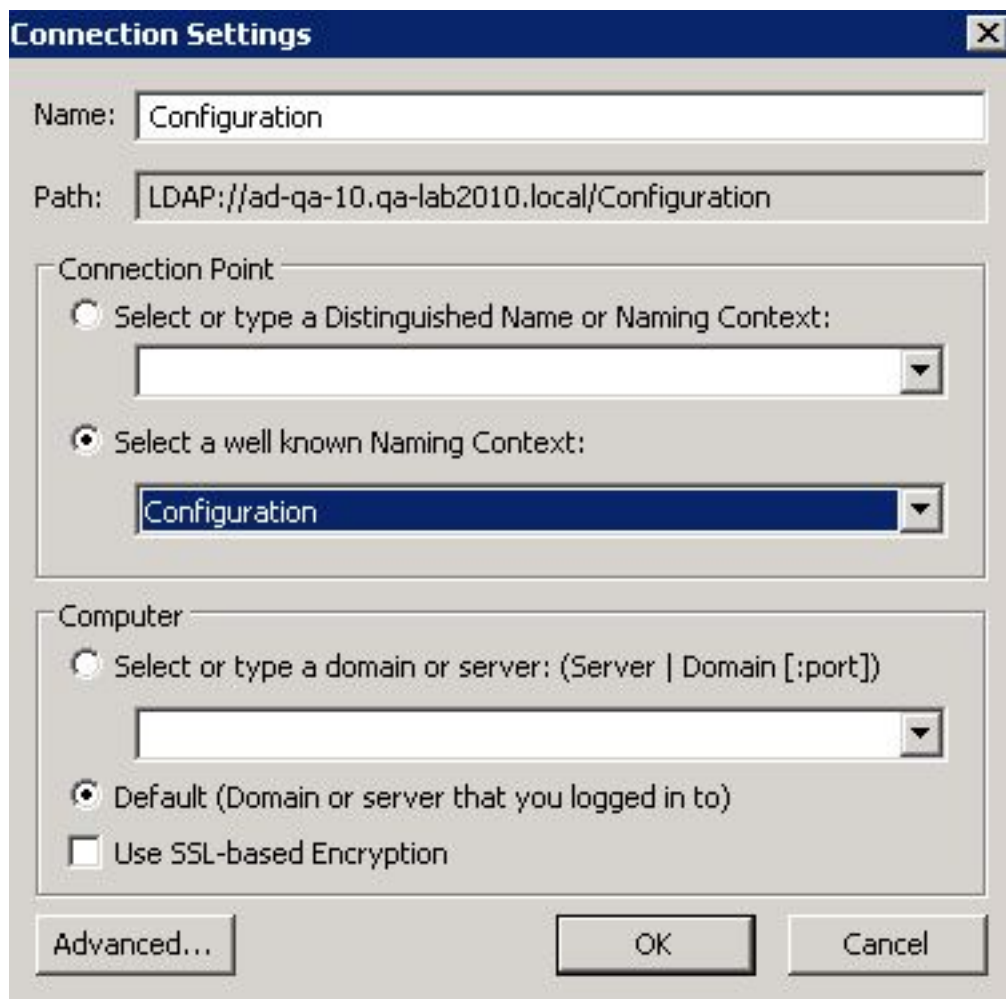 Connection Settings
Name: Configuration
Path: LDAP://ad-qa-10.qa-lab2010.local/Configuration
Connection Point
Select or type a Distinguished Name or Naming Context:
Select a well known Naming Context:
Configuration
Computer
Select or type a domain or server: (Server | Domain [:port])
Default (Domain or server that you logged in to)
Use SSL-based Encryption
Advanced... OK Cancel